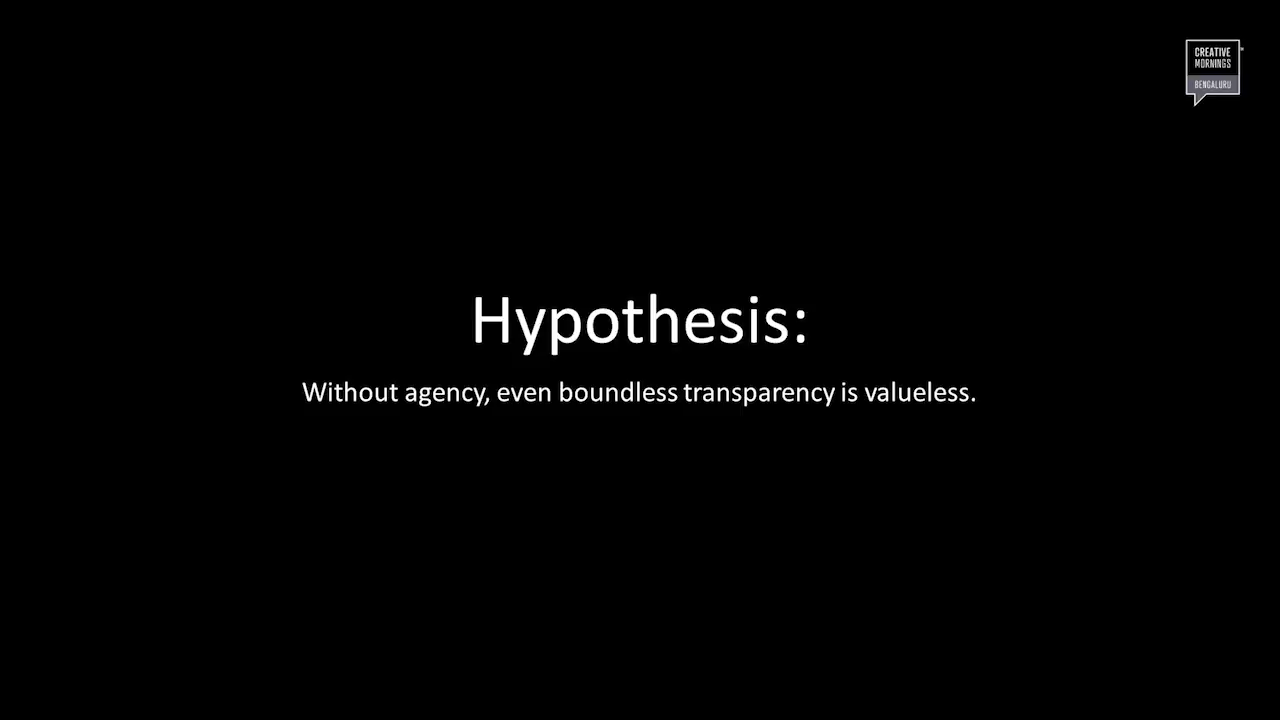 CREATIVE
MORNINGS
BENGALURU
Hypothesis:
Without agency, even boundless transparency is valueless.